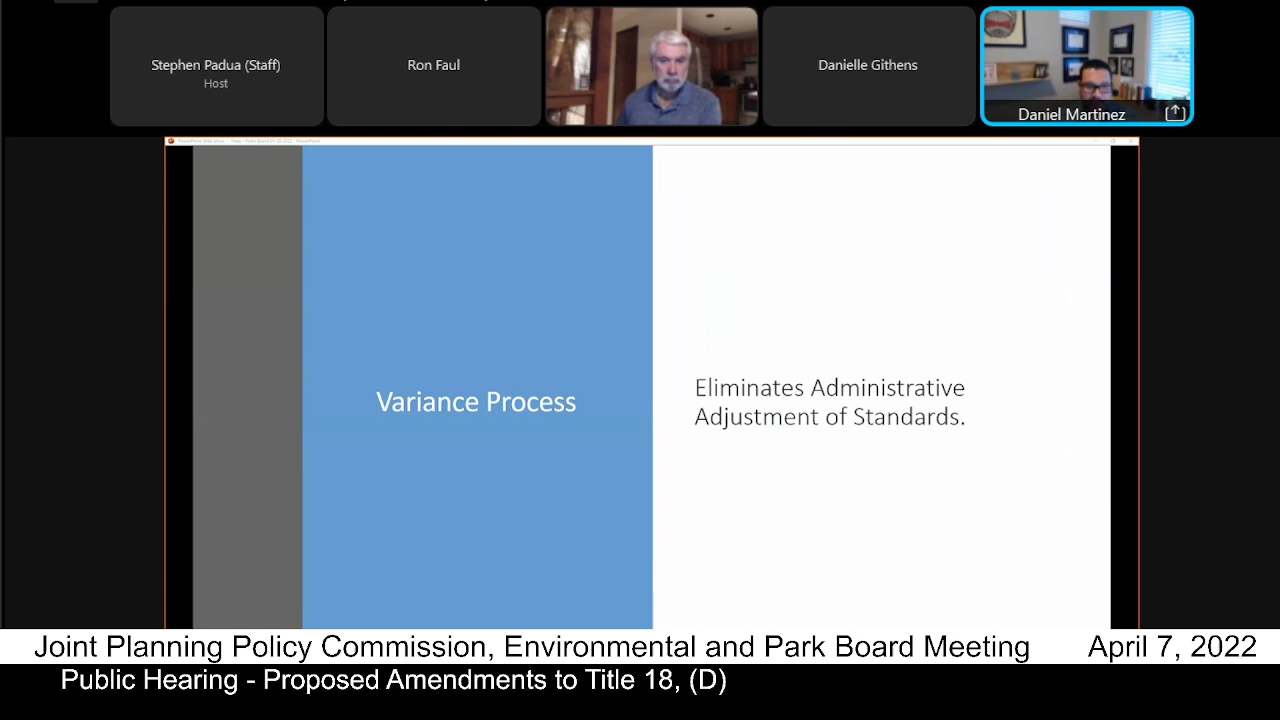 Stephen Padua (Staff)
Host
Ron Faul
Danielle Githens
Daniel Martinez
Variance Process
Eliminates Administrative
Adjustment of Standards.
Joint Planning Policy Commission, Environmental and Park Board Meeting April 7, 2022
Public Hearing - Proposed Amendments to Title 18, (D)